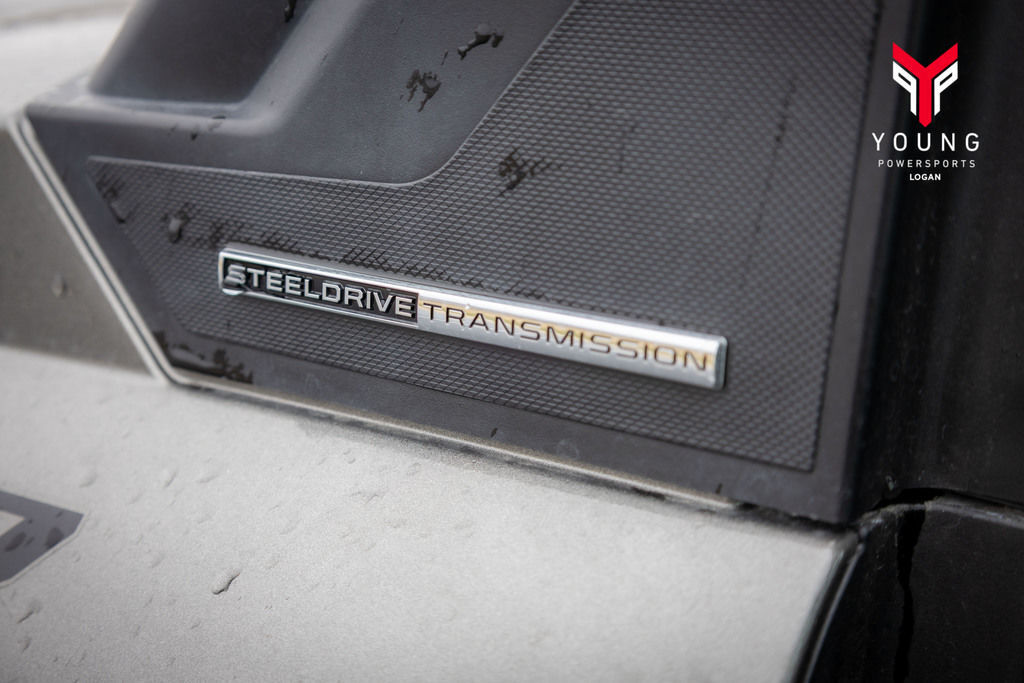 STEELDRIVE TRANSMISSION
YOUNG
POWERSPORTS
LOGAN